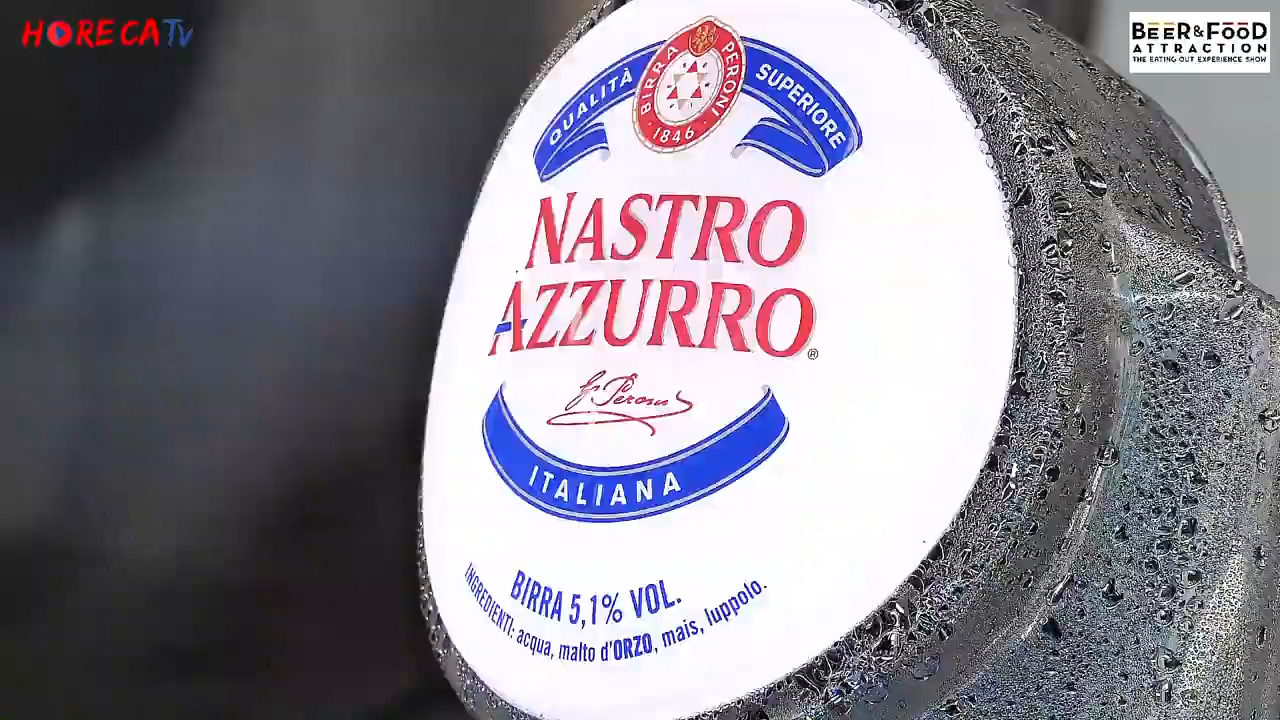 HORECATV
BEER&FOOD
ATTRACTION
THE EATING OUT EXPERIENCE SHOW
QUALITÀ
BIRRA PERONI
1846
SUPERIORE
NASTRO
AZZURRO®
G. Peroni
ITALIANA
BIRRA 5,1% VOL.
INGREDIENTI: acqua, malto d'ORZO, mais, luppolo.